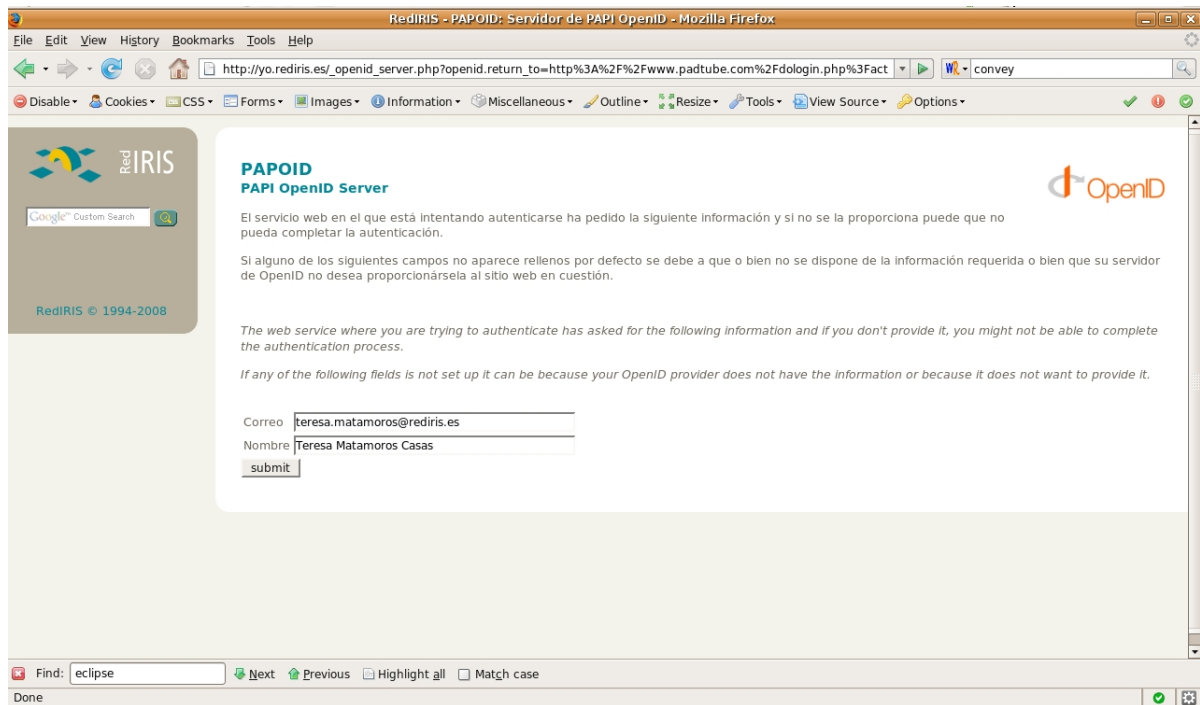 RedIRIS - PAPOID: Servidor de PAPI OpenID - Mozilla Firefox
File Edit View History Bookmarks Tools Help
http://yo.rediris.es/_openid_server.php?openid.return_to=http%3A%2F%2Fwww.padtube.com%2Fdologin.php%3Fact
convey
Disable Cookies CSS Forms Images Information Miscellaneous Outline Resize Tools View Source Options
Red IRIS
Google™ Custom Search
RedIRIS © 1994-2008
PAPOID
PAPI OpenID Server
OpenID
El servicio web en el que está intentando autenticarse ha pedido la siguiente información y si no se la proporciona puede que no
pueda completar la autenticación.
Si alguno de los siguientes campos no aparece rellenos por defecto se debe a que o bien no se dispone de la información requerida o bien que su servidor
de OpenID no desea proporcionársela al sitio web en cuestión.
The web service where you are trying to authenticate has asked for the following information and if you don't provide it, you might not be able to complete
the authentication process.
If any of the following fields is not set up it can be because your OpenID provider does not have the information or because it does not want to provide it.
Correo teresa.matamoros@rediris.es
Nombre Teresa Matamoros Casas
submit
Find: eclipse Next Previous Highlight all Match case
Done